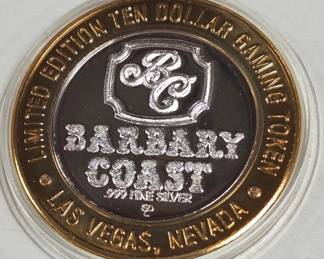 LIMITED EDITION TEN DOLLAR GAMING TOKEN
BC
BARBARY
COAST
.999 FINE SILVER
• LAS VEGAS, NEVADA •